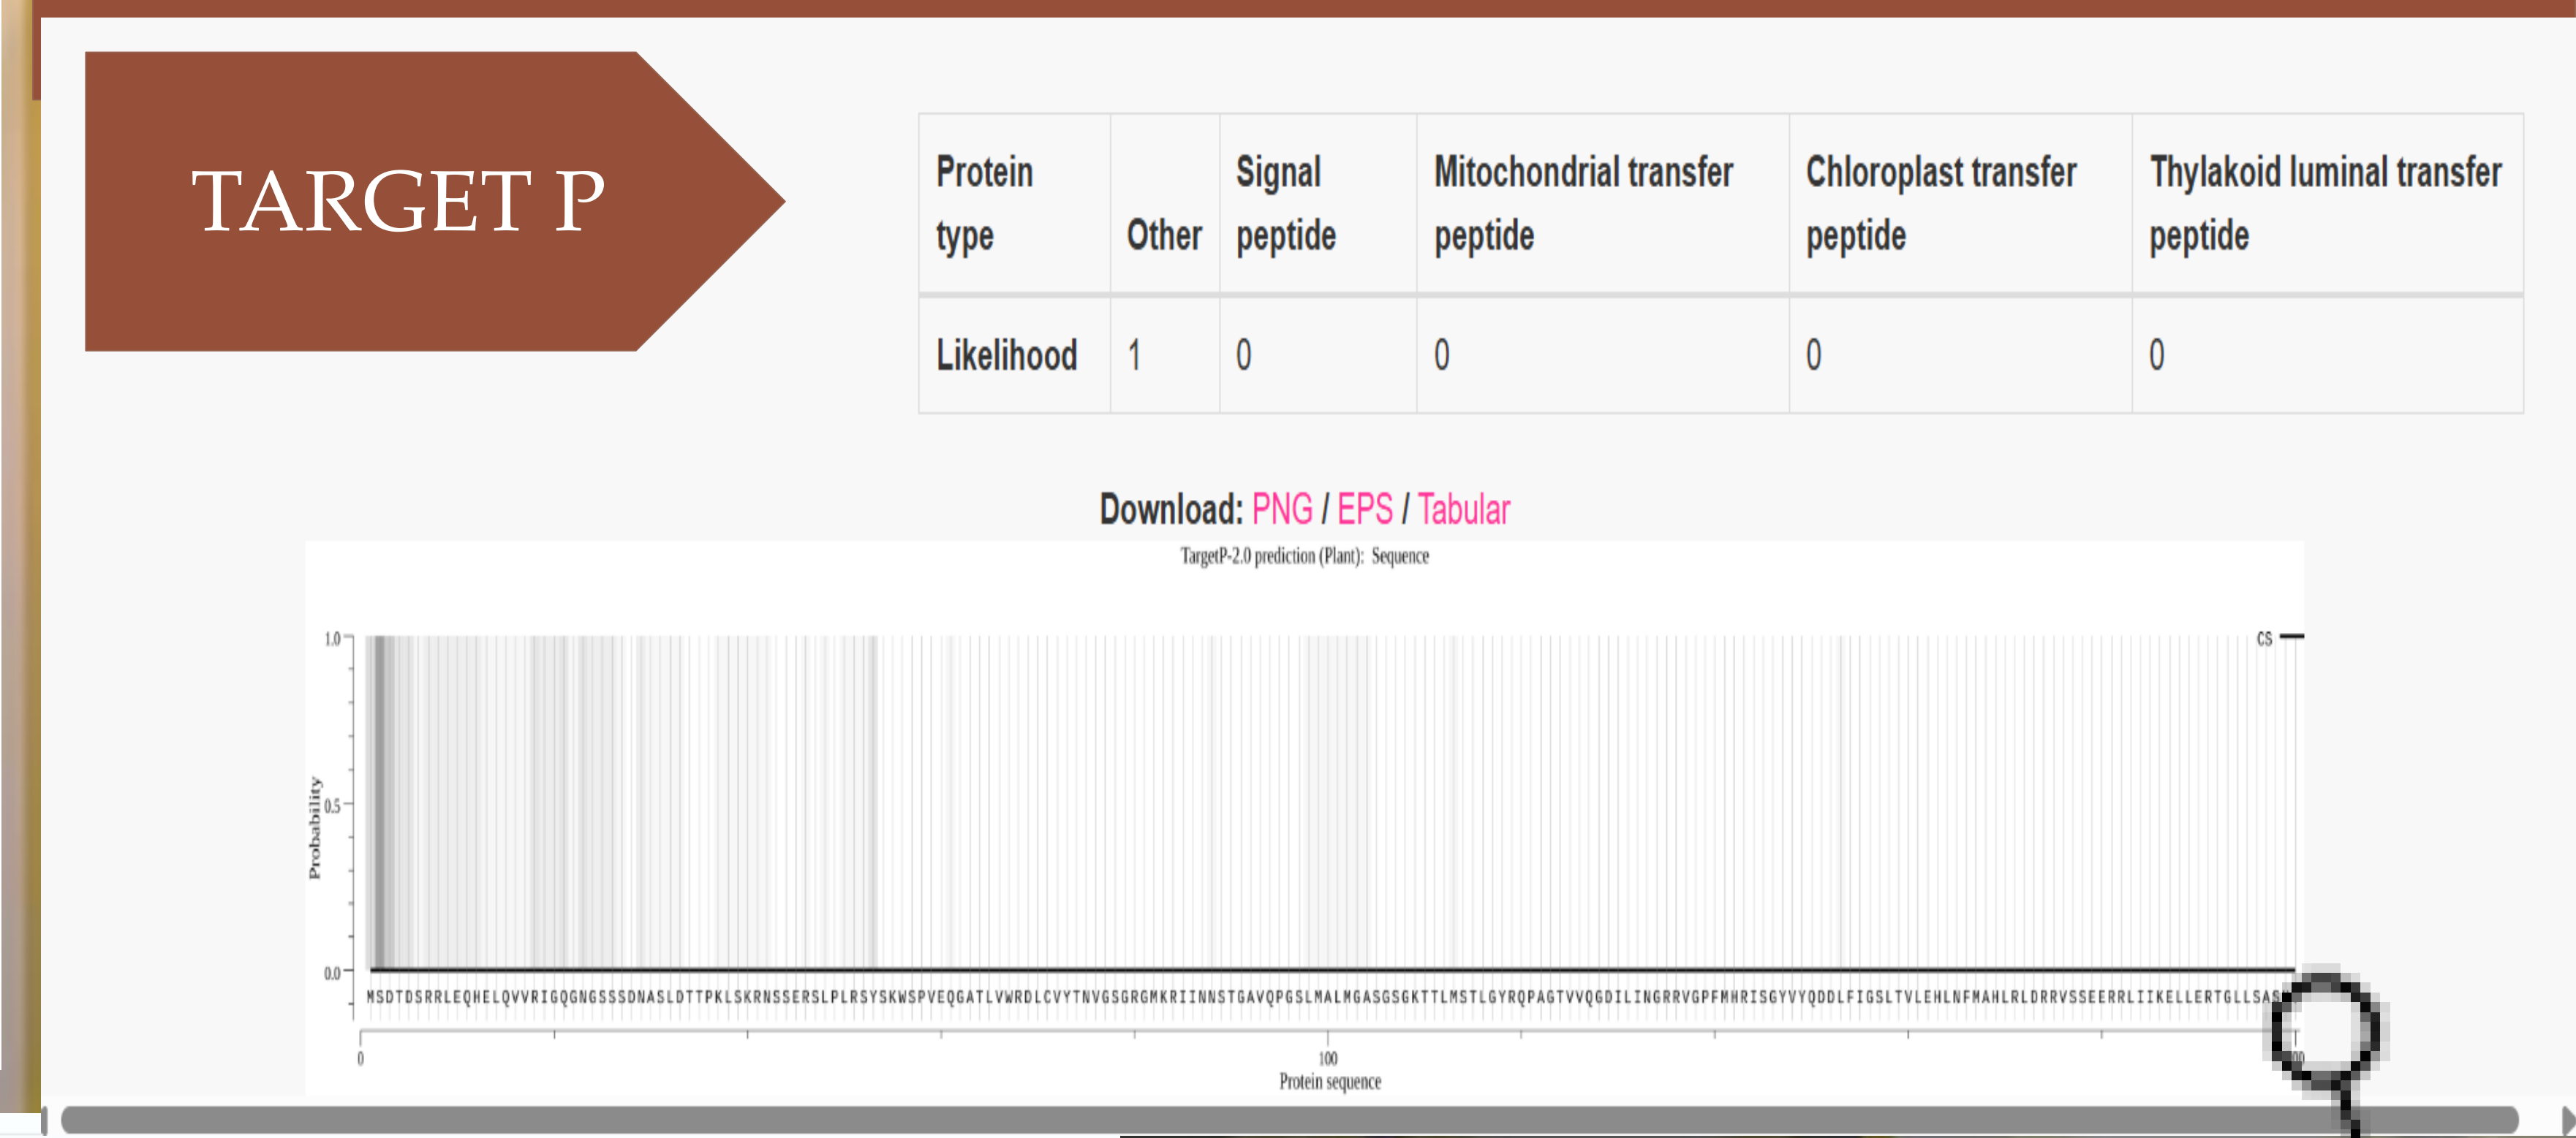 TARGET P
Protein type
Other
Signal peptide
Mitochondrial transfer peptide
Chloroplast transfer peptide
Thylakoid luminal transfer peptide
Likelihood 1 0 0 0 0
Download: PNG / EPS / Tabular
TargetP-2.0 prediction (Plant): Sequence
1.0
CS
0.5
Probability
0.0
MSDTDSRRLEQHELQVVRIGQGNGSSSDNASLDTTPKLSKRNSSERSLPLRSYSKWSPVEQGATLVWRDLCVYTNVGSGRGMKRIINNSTGAVQPGSLMALMGASGSGKTTLMSTLGYRQPAGTVVQGDILINGRRVGPFMHRISGYVYQDDLFIGSLTVLEHLNFMAHLRLDRRVSSEERRLIIKELLERTGLLSAS
0
100
Protein sequence